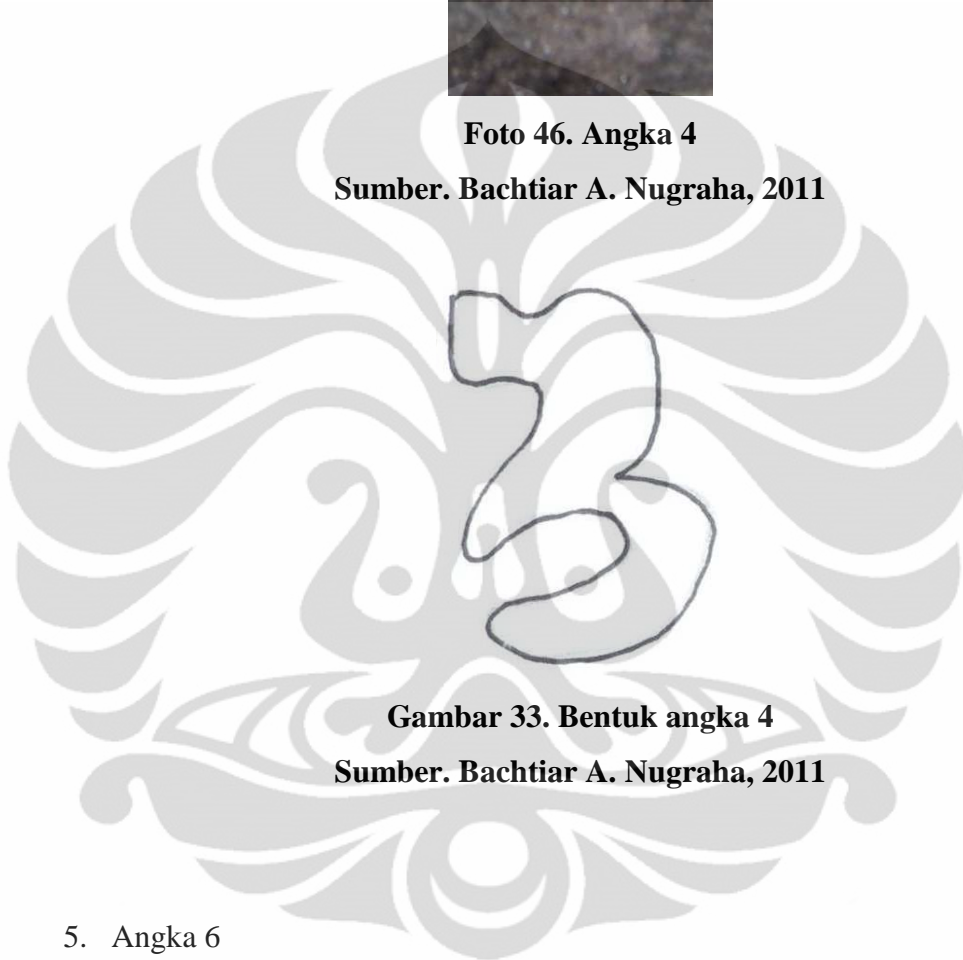 Foto 46. Angka 4
Sumber. Bachtiar A. Nugraha, 2011
Gambar 33. Bentuk angka 4
Sumber. Bachtiar A. Nugraha, 2011
5. Angka 6